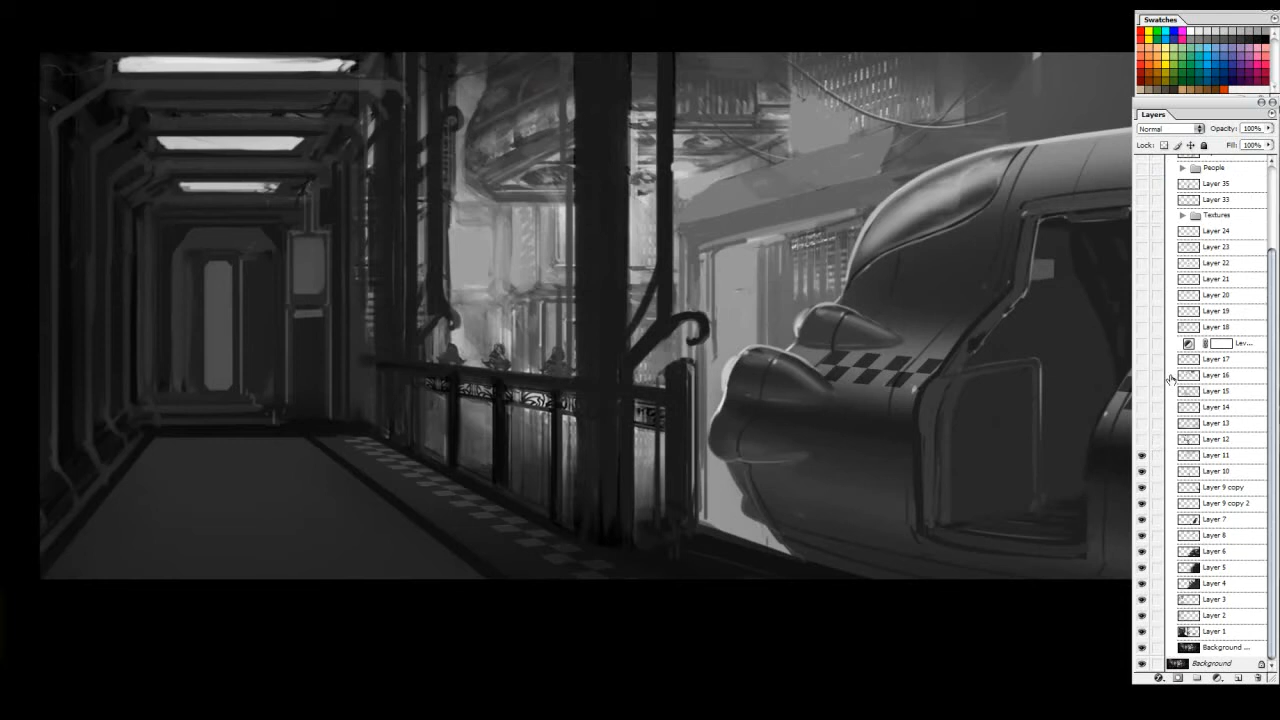 Swatches
Layers
Normal
Opacity: 100%
Lock:
Fill: 100%
People
Layer 35
Layer 33
Textures
Layer 24
Layer 23
Layer 22
Layer 21
Layer 20
Layer 19
Layer 18
Lev...
Layer 17
Layer 16
Layer 15
Layer 14
Layer 13
Layer 12
Layer 11
Layer 10
Layer 9 copy
Layer 9 copy 2
Layer 7
Layer 8
Layer 6
Layer 5
Layer 4
Layer 3
Layer 2
Layer 1
Background ...
Background